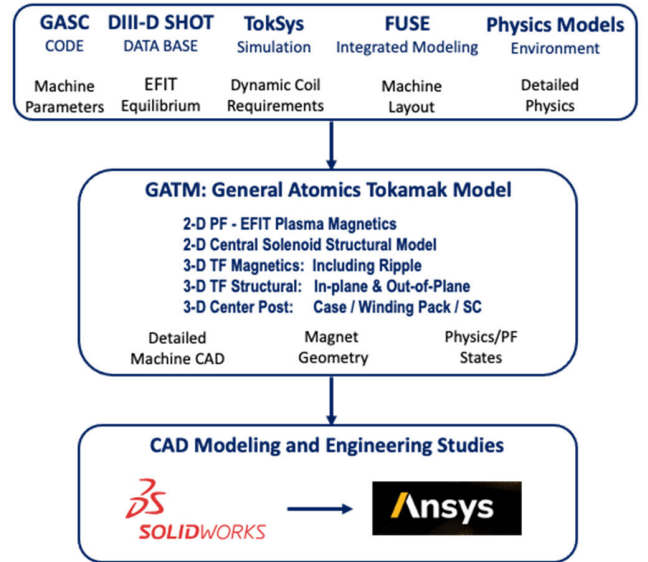 GASC DIII-D SHOT TokSys FUSE Physics Models
CODE DATA BASE Simulation Integrated Modeling Environment
Machine EFIT Dynamic Coil Machine Detailed
Parameters Equilibrium Requirements Layout Physics
GATM: General Atomics Tokamak Model
2-D PF - EFIT Plasma Magnetics
2-D Central Solenoid Structural Model
3-D TF Magnetics: Including Ripple
3-D TF Structural: In-plane & Out-of-Plane
3-D Center Post: Case / Winding Pack / SC
Detailed Magnet Physics/PF
Machine CAD Geometry States
CAD Modeling and Engineering Studies
SOLIDWORKS Ansys